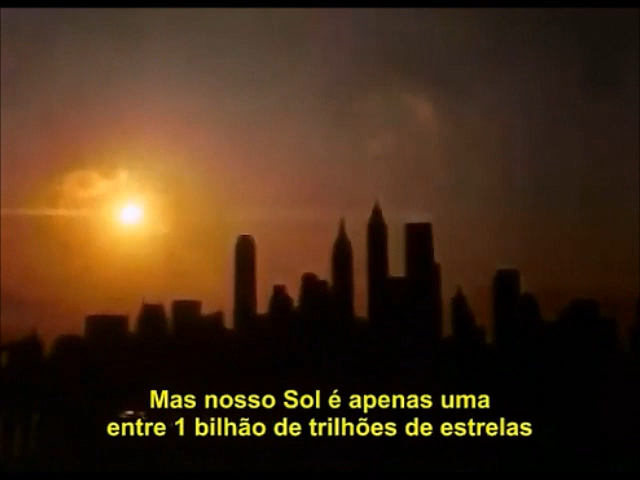 Mas nosso Sol é apenas uma
entre 1 bilhão de trilhões de estrelas